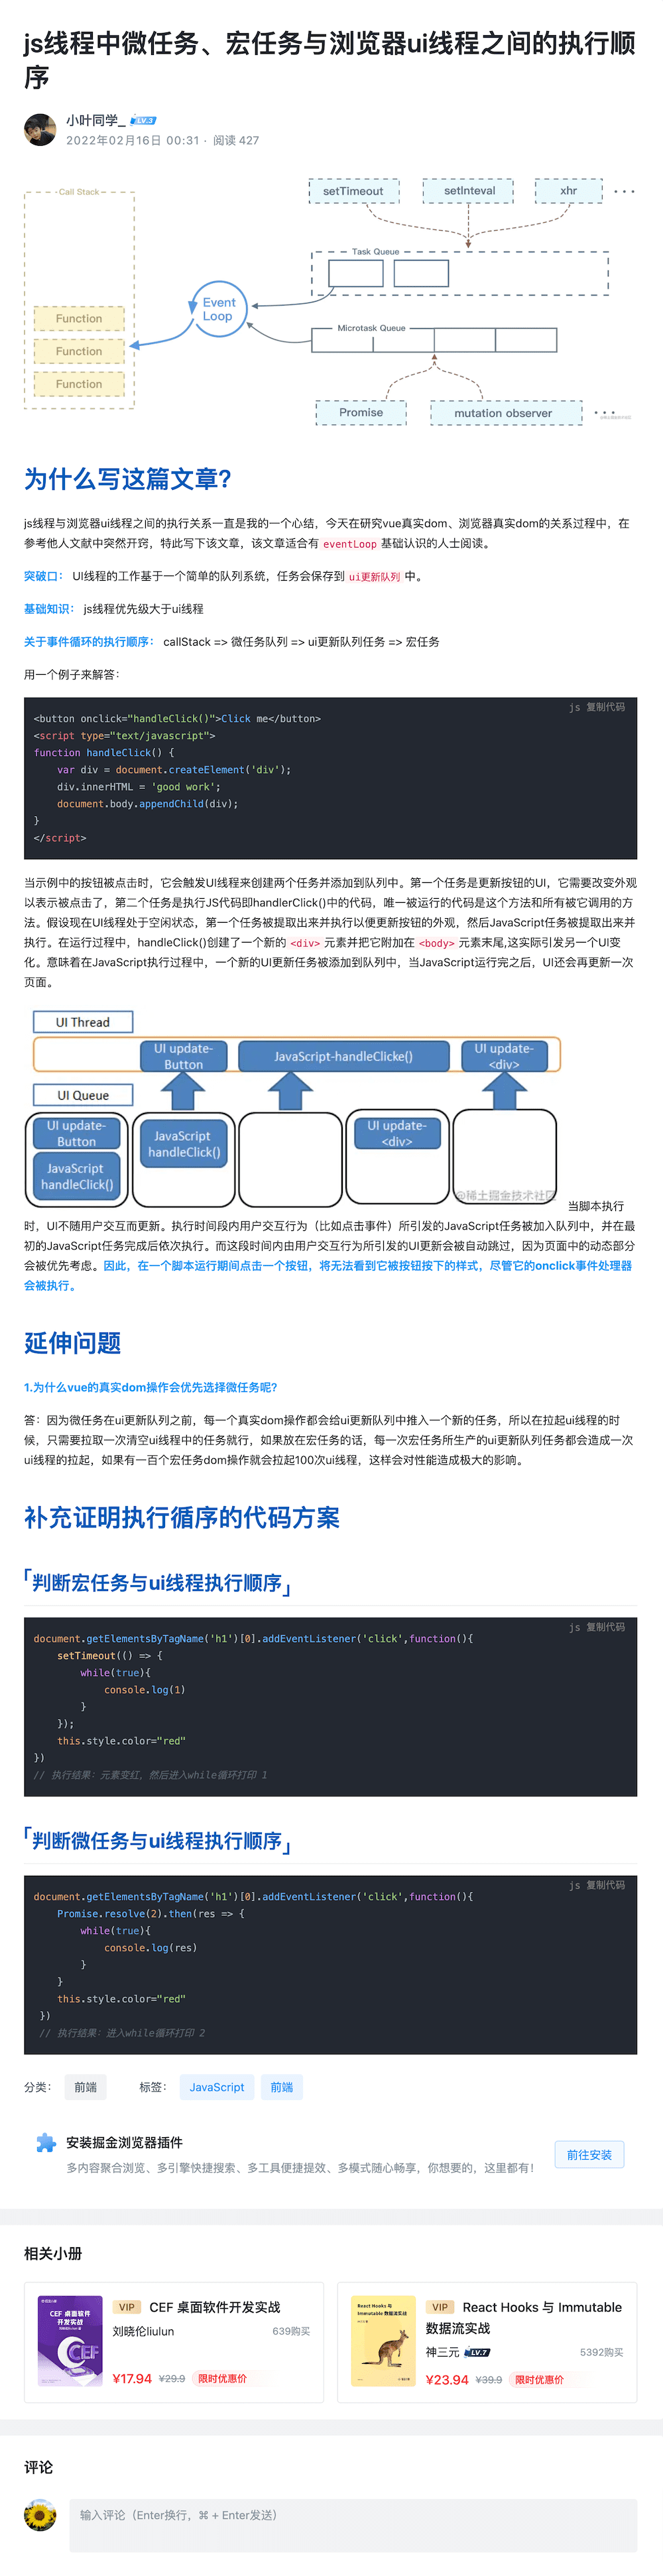 js线程中微任务、宏任务与浏览器ui线程之间的执行顺
序
小叶同学_ LV.3
2022年02月16日 00:31 · 阅读 427
Call Stack
setTimeout
setInteval
xhr
Task Queue
Event
Loop
Function
Function
Function
Microtask Queue
Promise
mutation observer
为什么写这篇文章?
js线程与浏览器ui线程之间的执行关系一直是我的一个心结，今天在研究vue真实dom、浏览器真实dom的关系过程中，在
参考他人文献中突然开窍，特此写下该文章，该文章适合有 eventLoop 基础认识的人士阅读。
突破口： UI线程的工作基于一个简单的队列系统，任务会保存到 ui更新队列 中。
基础知识： js线程优先级大于ui线程
关于事件循环的执行顺序： callStack => 微任务队列 => ui更新队列任务 => 宏任务
用一个例子来解答：
js 复制代码
<button onclick="handleClick()">Click me</button>
<script type="text/javascript">
function handleClick() {
var div = document.createElement('div');
div.innerHTML = 'good work';
document.body.appendChild(div);
}
</script>
当示例中的按钮被点击时，它会触发UI线程来创建两个任务并添加到队列中。第一个任务是更新按钮的UI，它需要改变外观
以表示被点击了，第二个任务是执行JS代码即handlerClick()中的代码，唯一被运行的代码是这个方法和所有被它调用的方
法。假设现在UI线程处于空闲状态，第一个任务被提取出来并执行以便更新按钮的外观，然后JavaScript任务被提取出来并
执行。在运行过程中，handleClick()创建了一个新的 <div> 元素并把它附加在 <body> 元素末尾,这实际引发另一个UI变
化。意味着在JavaScript执行过程中，一个新的UI更新任务被添加到队列中，当JavaScript运行完之后，UI还会再更新一次
页面。
UI Thread
UI update-
Button
JavaScript-handleClicke()
UI update-
<div>
UI Queue
UI update-
Button
JavaScript
handleClick()
JavaScript
handleClick()
UI update-
<div>
@稀土掘金技术社区
当脚本执行
时，UI不随用户交互而更新。执行时间段内用户交互行为（比如点击事件）所引发的JavaScript任务被加入队列中，并在最
初的JavaScript任务完成后依次执行。而这段时间内由用户交互行为所引发的UI更新会被自动跳过，因为页面中的动态部分
会被优先考虑。因此，在一个脚本运行期间点击一个按钮，将无法看到它被按钮按下的样式，尽管它的onclick事件处理器
会被执行。
延伸问题
1.为什么vue的真实dom操作会优先选择微任务呢?
答：因为微任务在ui更新队列之前，每一个真实dom操作都会给ui更新队列中推入一个新的任务，所以在拉起ui线程的时
候，只需要拉取一次清空ui线程中的任务就行，如果放在宏任务的话，每一次宏任务所生产的ui更新队列任务都会造成一次
ui线程的拉起，如果有一百个宏任务dom操作就会拉起100次ui线程，这样会对性能造成极大的影响。
补充证明执行循序的代码方案
「判断宏任务与ui线程执行顺序」
js 复制代码
document.getElementsByTagName('h1')[0].addEventListener('click',function(){
setTimeout(() => {
while(true){
console.log(1)
}
});
this.style.color="red"
})
// 执行结果：元素变红，然后进入while循环打印 1
「判断微任务与ui线程执行顺序」
js 复制代码
document.getElementsByTagName('h1')[0].addEventListener('click',function(){
Promise.resolve(2).then(res => {
while(true){
console.log(res)
}
}
this.style.color="red"
})
// 执行结果：进入while循环打印 2
分类： 前端 标签： JavaScript 前端
安装掘金浏览器插件
多内容聚合浏览、多引擎快捷搜索、多工具便捷提效、多模式随心畅享，你想要的，这里都有！
前往安装
相关小册
CEF 桌面软件
开发实战
VIP CEF 桌面软件开发实战
刘晓伦liulun
639购买
¥17.94 ¥29.9 限时优惠价
React Hooks 与
Immutable 数据流实战
VIP React Hooks 与 Immutable
数据流实战
神三元 LV.7
5392购买
¥23.94 ¥39.9 限时优惠价
评论
输入评论（Enter换行，⌘ + Enter发送）